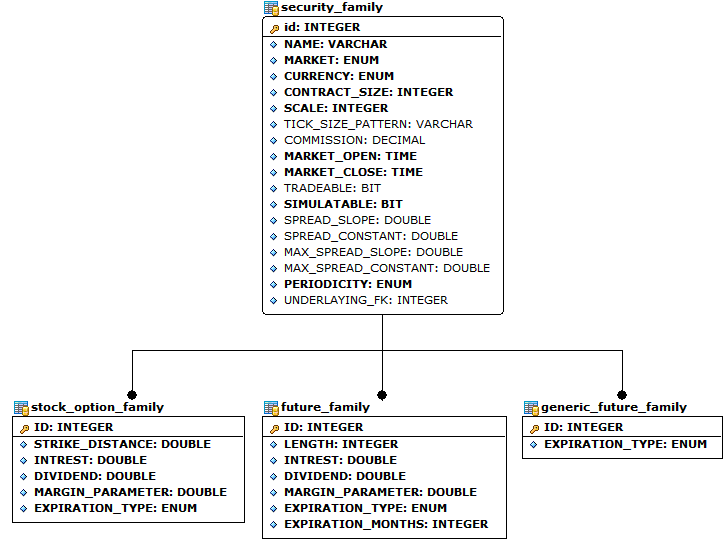 security_family
id: INTEGER
NAME: VARCHAR
MARKET: ENUM
CURRENCY: ENUM
CONTRACT_SIZE: INTEGER
SCALE: INTEGER
TICK_SIZE_PATTERN: VARCHAR
COMMISSION: DECIMAL
MARKET_OPEN: TIME
MARKET_CLOSE: TIME
TRADEABLE: BIT
SIMULATABLE: BIT
SPREAD_SLOPE: DOUBLE
SPREAD_CONSTANT: DOUBLE
MAX_SPREAD_SLOPE: DOUBLE
MAX_SPREAD_CONSTANT: DOUBLE
PERIODICITY: ENUM
UNDERLAYING_FK: INTEGER
stock_option_family
ID: INTEGER
STRIKE_DISTANCE: DOUBLE
INTREST: DOUBLE
DIVIDEND: DOUBLE
MARGIN_PARAMETER: DOUBLE
EXPIRATION_TYPE: ENUM
future_family
ID: INTEGER
LENGTH: INTEGER
INTREST: DOUBLE
DIVIDEND: DOUBLE
MARGIN_PARAMETER: DOUBLE
EXPIRATION_TYPE: ENUM
EXPIRATION_MONTHS: INTEGER
generic_future_family
ID: INTEGER
EXPIRATION_TYPE: ENUM